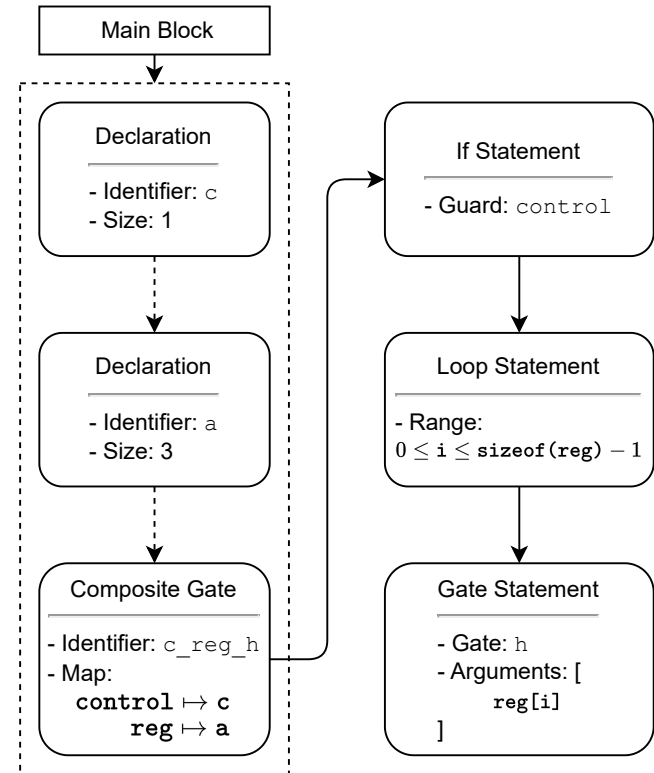 Main Block
Declaration
- Identifier: c
- Size: 1
Declaration
- Identifier: a
- Size: 3
Composite Gate
- Identifier: c_reg_h
- Map:
control ↦ c
reg ↦ a
If Statement
- Guard: control
Loop Statement
- Range:
0 ≤ i ≤ sizeof(reg) − 1
Gate Statement
- Gate: h
- Arguments: [
reg[i]
]